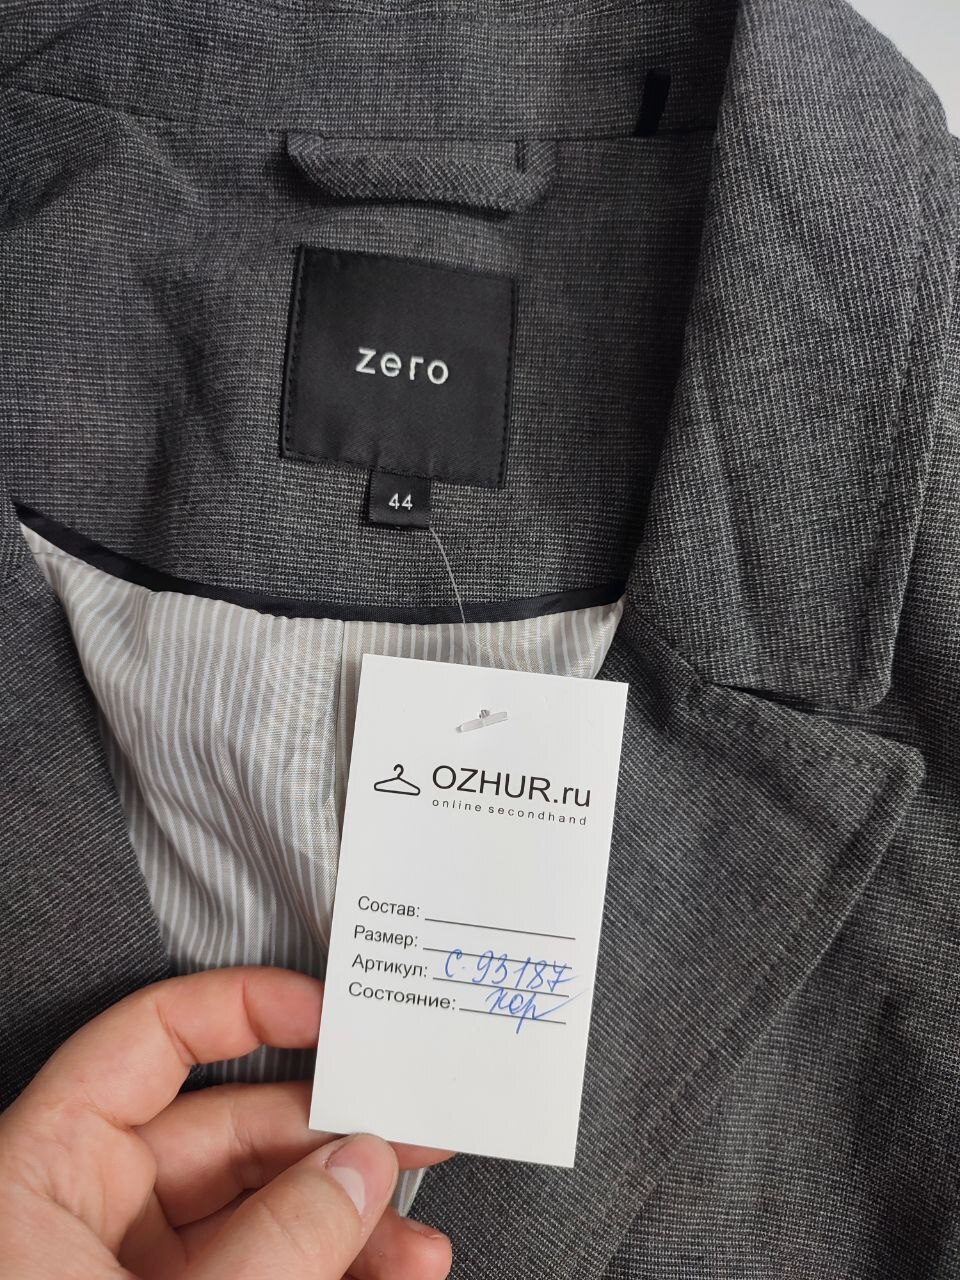 zero
44
OZHUR.ru
online secondhand
Состав:
Размер:
Артикул: С. 93187
Состояние: хор